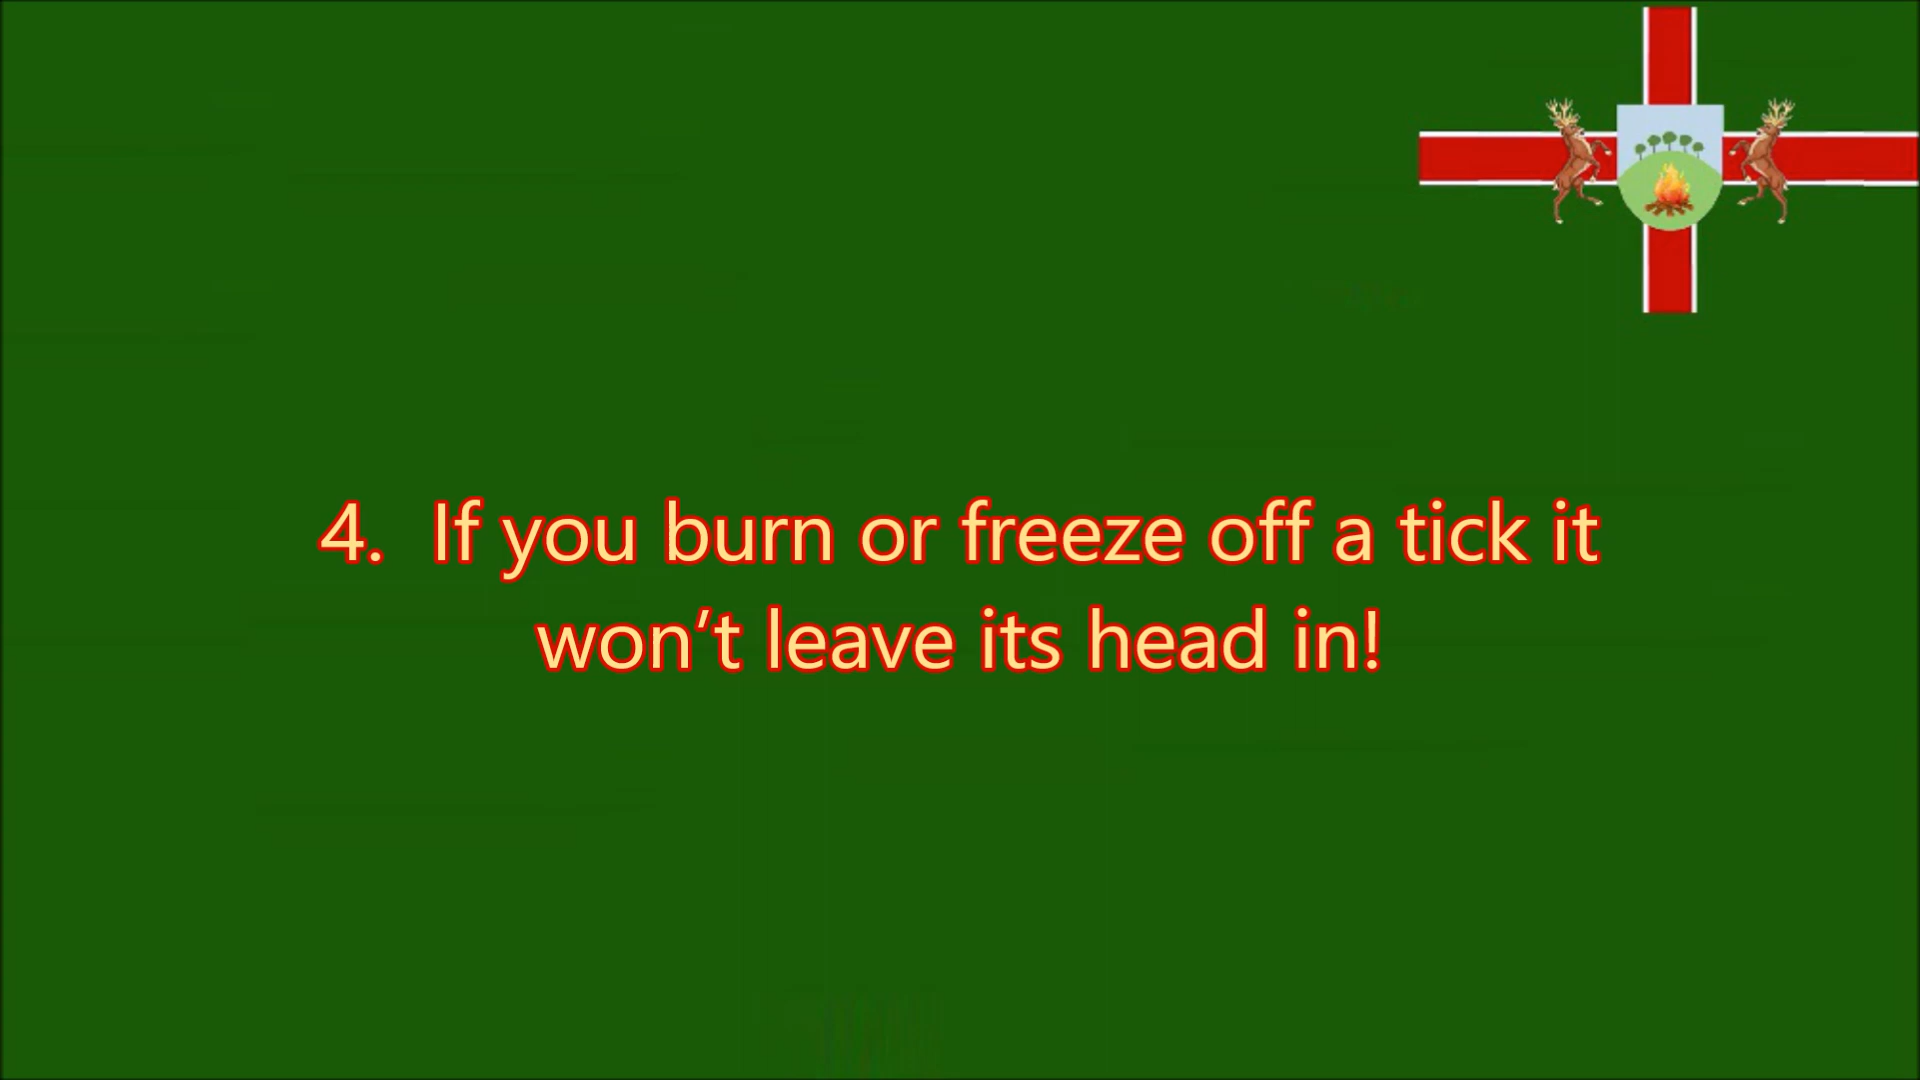 4.  If you burn or freeze off a tick it
won’t leave its head in!